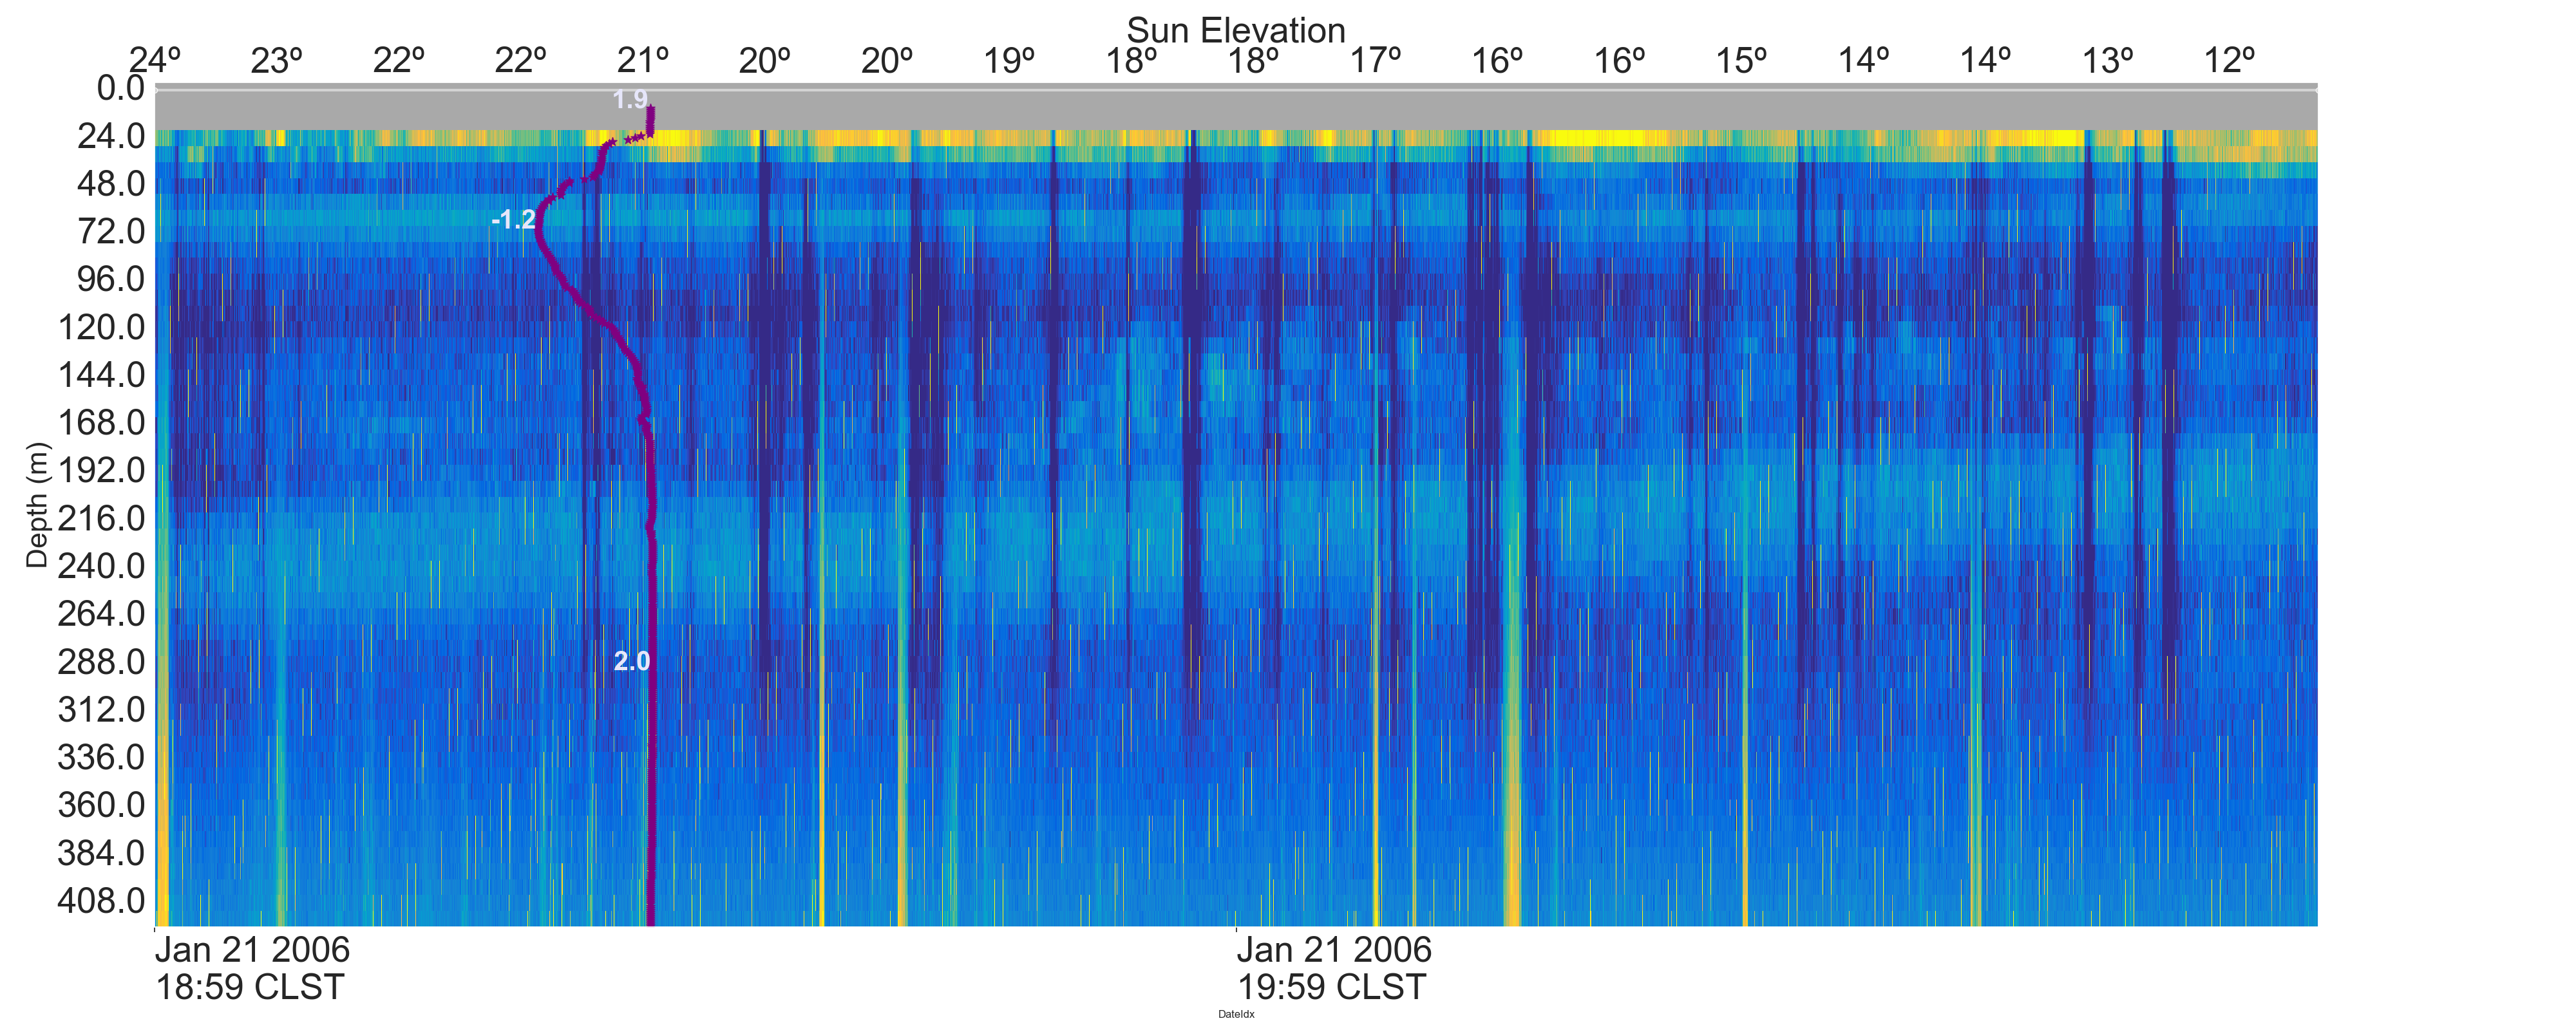 Sun Elevation
24º 23º 22º 22º 21º 20º 20º 19º 18º 18º 17º 16º 16º 15º 14º 14º 13º 12º
0.0
1.9
24.0
48.0
-1.2
72.0
96.0
120.0
144.0
168.0
192.0
Depth (m)
216.0
240.0
264.0
288.0
2.0
312.0
336.0
360.0
384.0
408.0
Jan 21 2006
18:59 CLST
Jan 21 2006
19:59 CLST
DateIdx